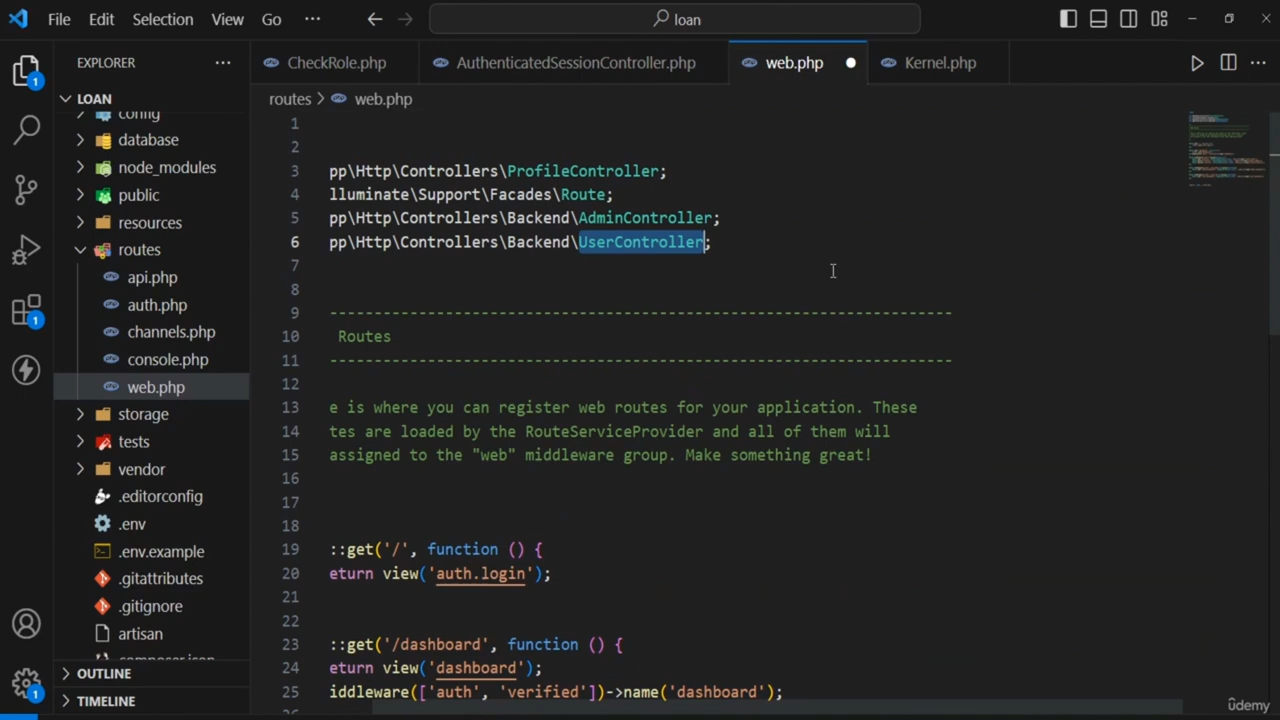 File Edit Selection View Go ··· loan
EXPLORER ···
CheckRole.php AuthenticatedSessionController.php web.php Kernel.php ···
LOAN
routes > web.php
config
database
node_modules
public
resources
routes
api.php
auth.php
channels.php
console.php
web.php
storage
tests
vendor
.editorconfig
.env
.env.example
.gitattributes
.gitignore
artisan
composer.json
OUTLINE
TIMELINE
1
1
1
1
2
3 pp\Http\Controllers\ProfileController;
4 lluminate\Support\Facades\Route;
5 pp\Http\Controllers\Backend\AdminController;
6 pp\Http\Controllers\Backend\UserController;
7
8
9 ----------------------------------------------------------------------
10 Routes
11 ----------------------------------------------------------------------
12
13 e is where you can register web routes for your application. These
14 tes are loaded by the RouteServiceProvider and all of them will
15 assigned to the "web" middleware group. Make something great!
16
17
18
19 ::get('/', function () {
20 eturn view('auth.login');
21
22
23 ::get('/dashboard', function () {
24 eturn view('dashboard');
25 iddleware(['auth', 'verified'])->name('dashboard');
26
ûdemy